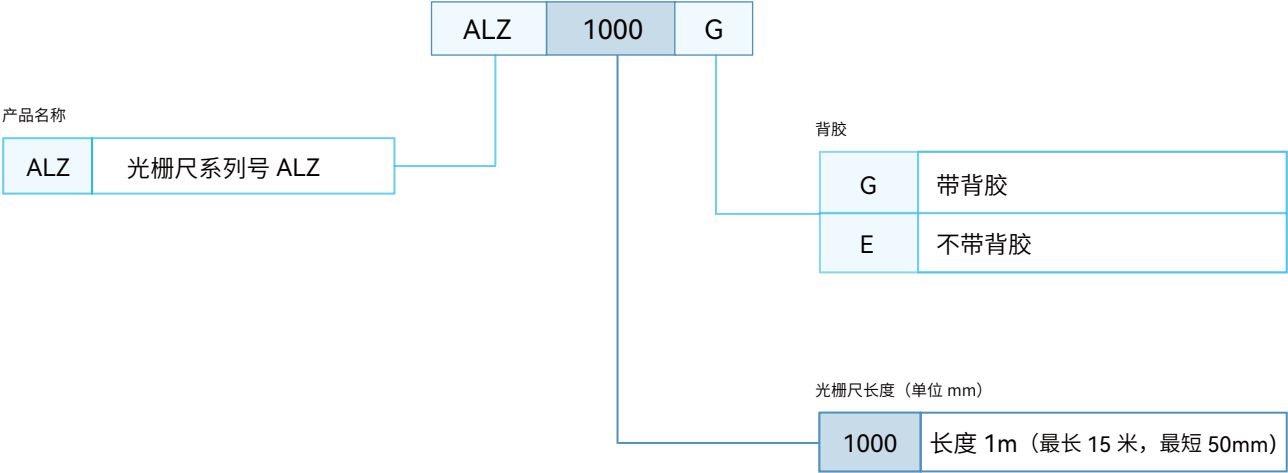 ALZ 1000 G
产品名称
ALZ 光栅尺系列号 ALZ
背胶
G 带背胶
E 不带背胶
光栅尺长度（单位 mm）
1000 长度 1m（最长 15 米，最短 50mm）